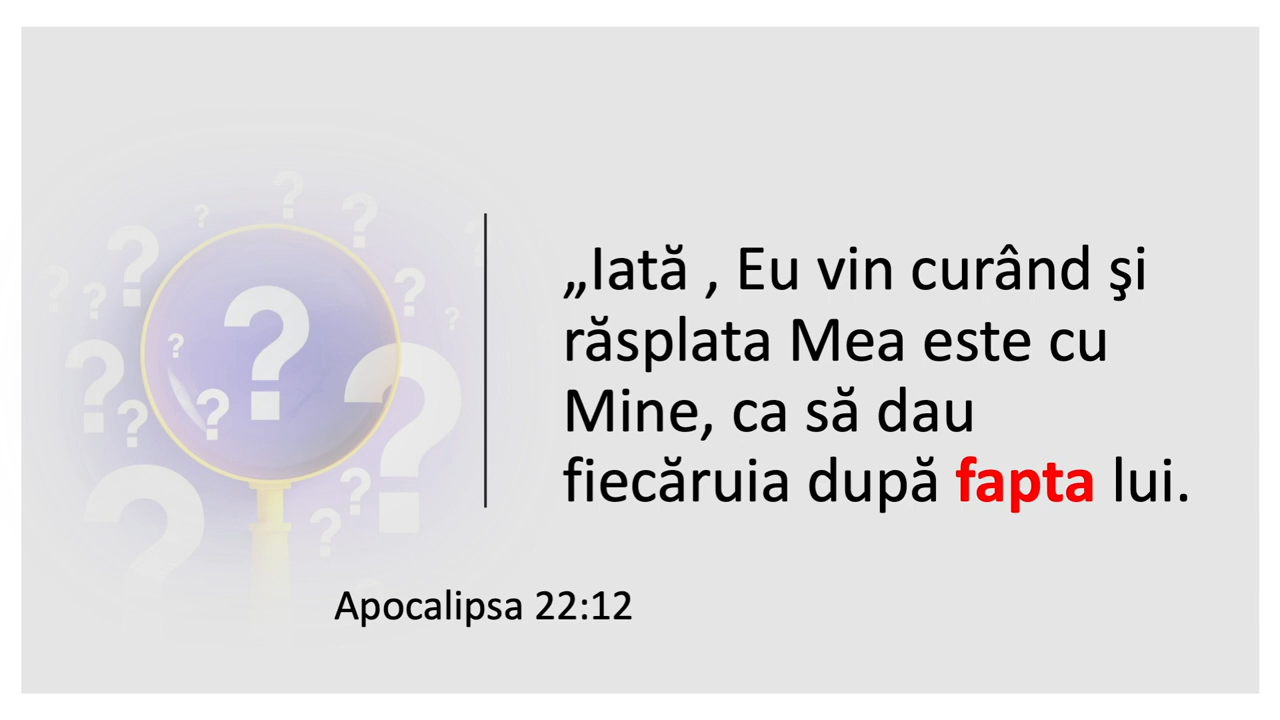 „Iată , Eu vin curând şi
răsplata Mea este cu
Mine, ca să dau
fiecăruia după fapta lui.
Apocalipsa 22:12